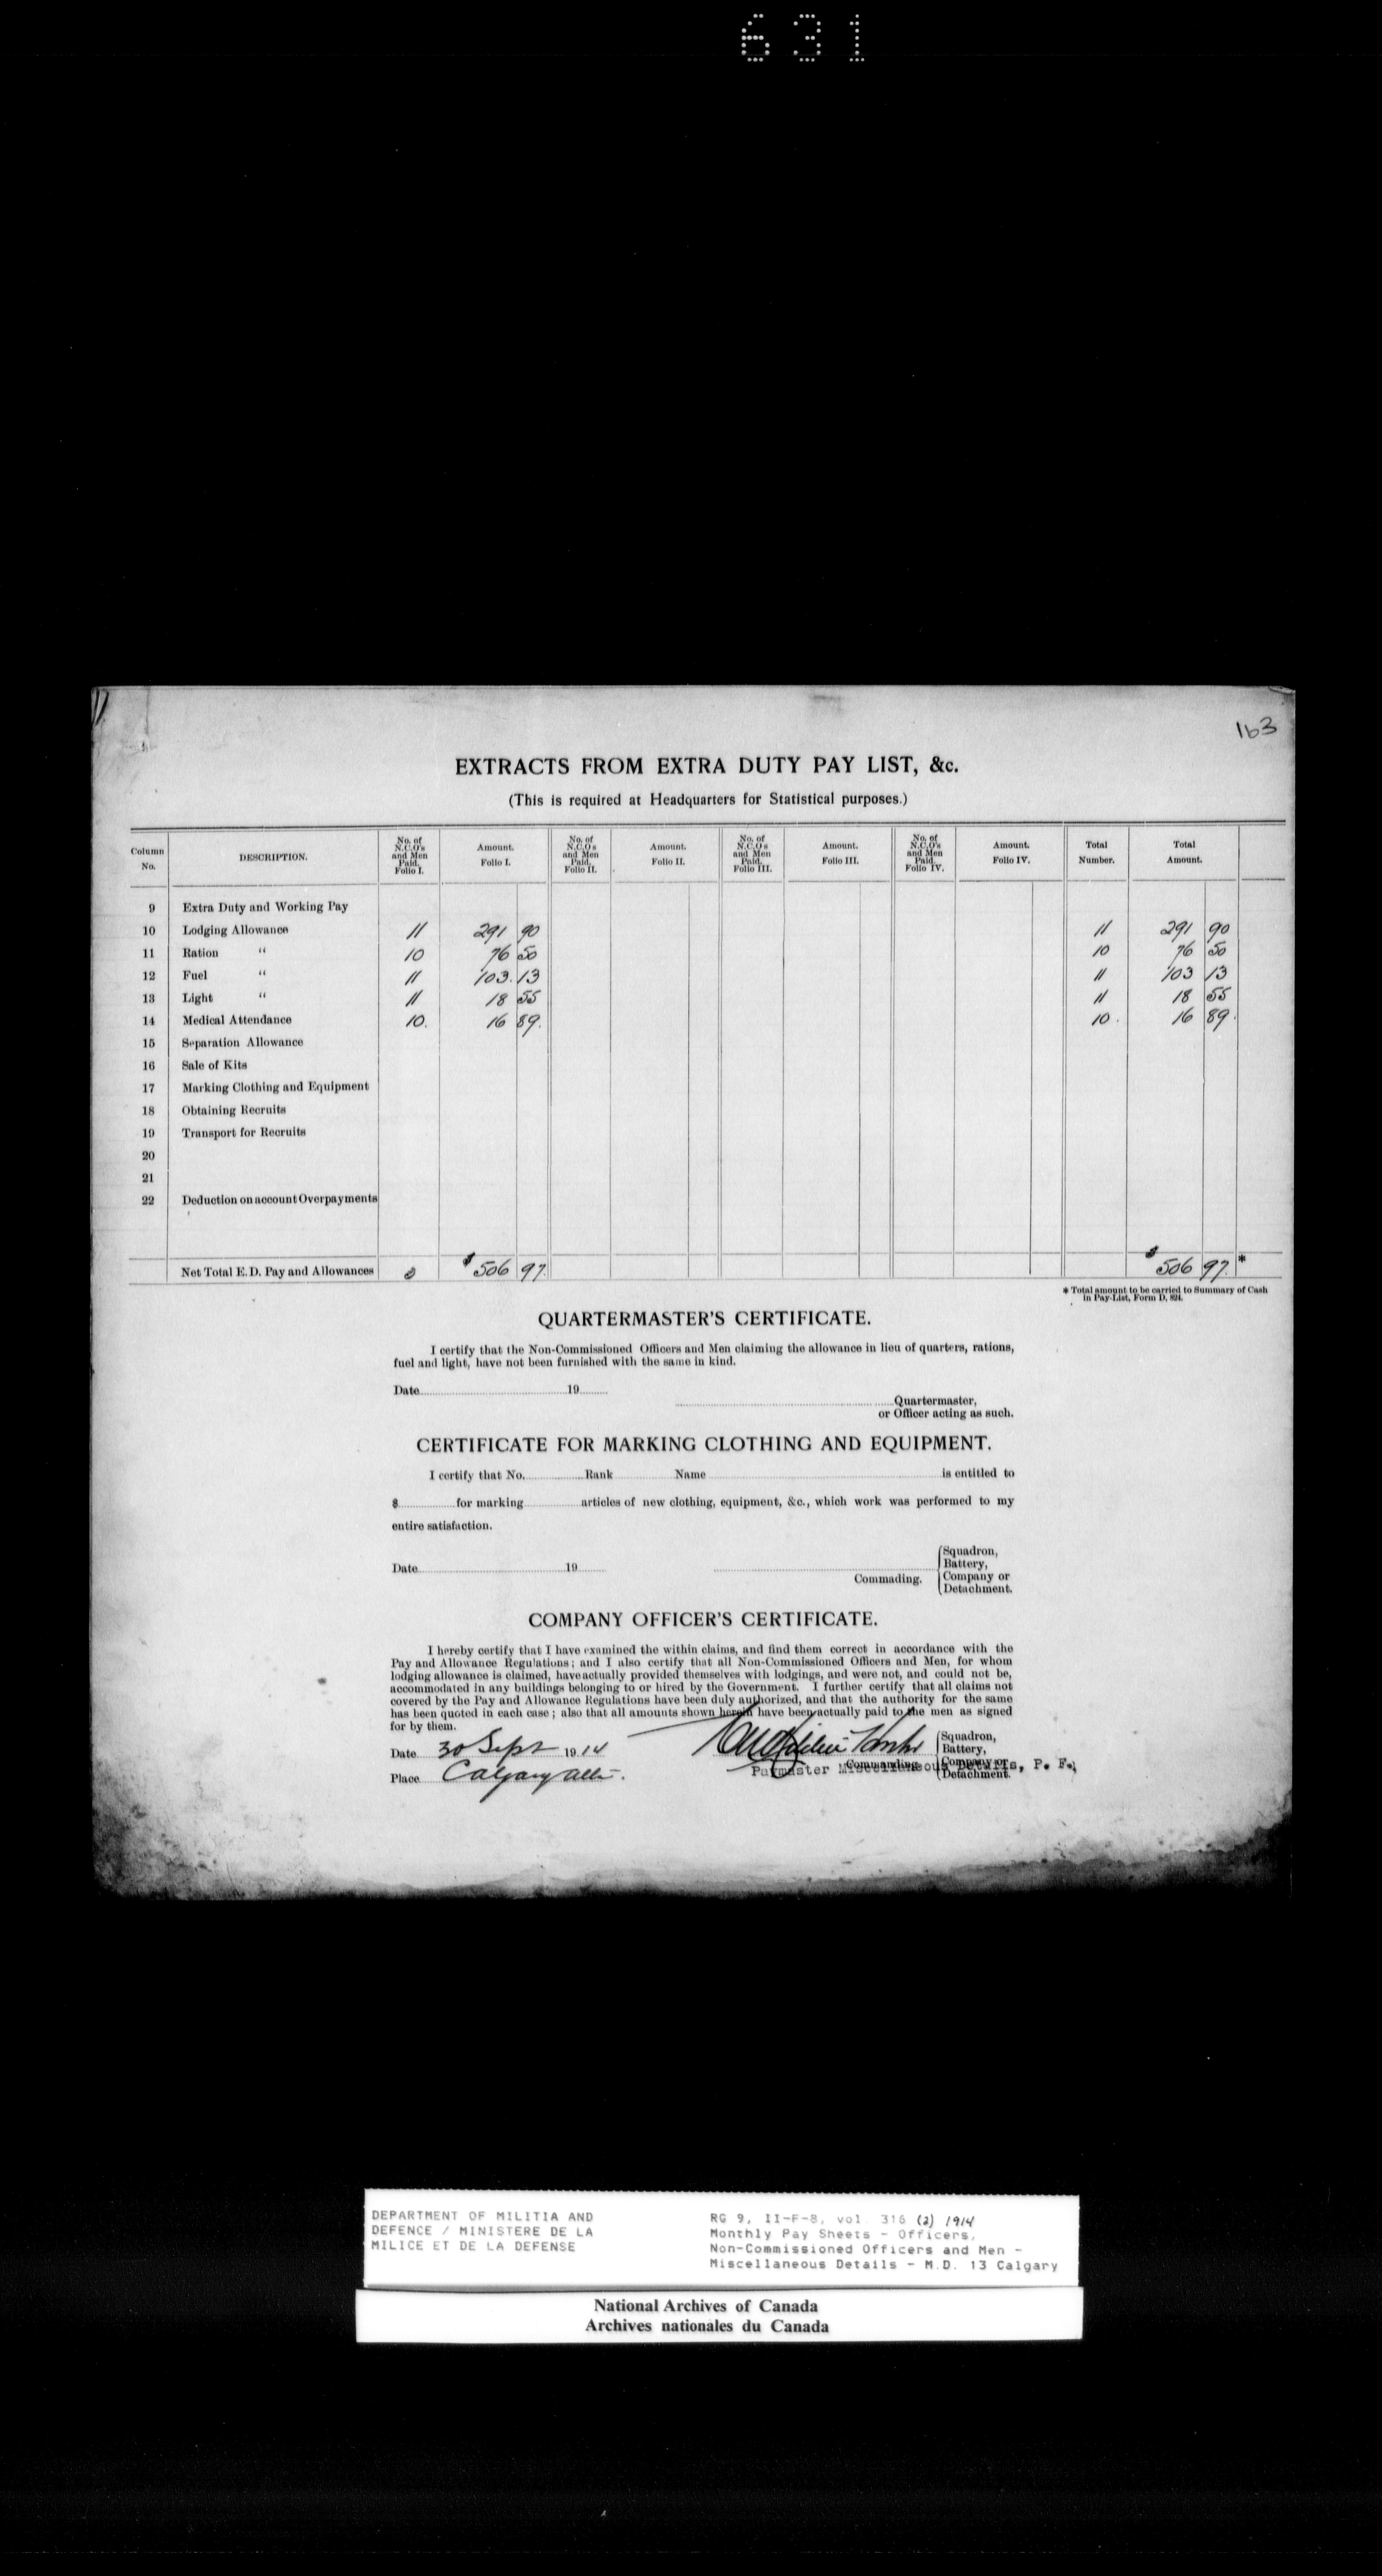 631
163
EXTRACTS FROM EXTRA DUTY PAY LIST, &c.
(This is required at Headquarters for Statistical purposes.)
Column No. DESCRIPTION. No. of N.C.O's and Men Paid. Folio I. Amount. Folio I. No. of N.C.O's and Men Paid. Folio II. Amount. Folio II. No. of N.C.O's and Men Paid. Folio III. Amount. Folio III. No. of N.C.O's and Men Paid. Folio IV. Amount. Folio IV. Total Number. Total Amount.
9 Extra Duty and Working Pay
10 Lodging Allowance 11 291 90 11 291 90
11 Ration " 10 76 50 10 76 50
12 Fuel " 11 103.13 11 103 13
13 Light " 11 18 55 11 18 55
14 Medical Attendance 10. 16 89. 10. 16 89.
15 Separation Allowance
16 Sale of Kits
17 Marking Clothing and Equipment
18 Obtaining Recruits
19 Transport for Recruits
20
21
22 Deduction on account Overpayments
Net Total E. D. Pay and Allowances $ 506 97. $ 506 97. *
* Total amount to be carried to Summary of Cash
in Pay-List, Form D. 824.
QUARTERMASTER'S CERTIFICATE.
I certify that the Non-Commissioned Officers and Men claiming the allowance in lieu of quarters, rations,
fuel and light, have not been furnished with the same in kind.
Date 19
Quartermaster,
or Officer acting as such.
CERTIFICATE FOR MARKING CLOTHING AND EQUIPMENT.
I certify that No. Rank Name is entitled to
$ for marking articles of new clothing, equipment, &c., which work was performed to my
entire satisfaction.
Date 19
Commading.
Squadron,
Battery,
Company or
Detachment.
COMPANY OFFICER'S CERTIFICATE.
I hereby certify that I have examined the within claims, and find them correct in accordance with the
Pay and Allowance Regulations; and I also certify that all Non-Commissioned Officers and Men, for whom
lodging allowance is claimed, have actually provided themselves with lodgings, and were not, and could not be,
accommodated in any buildings belonging to or hired by the Government. I further certify that all claims not
covered by the Pay and Allowance Regulations have been duly authorized, and that the authority for the same
has been quoted in each case; also that all amounts shown herein have been actually paid to the men as signed
for by them.
Date 30 Sept 1914
Place Calgary Alta.
Squadron,
Battery,
Commanding. Company or
Detachment.
Paymaster Miscellaneous Details, P. F.,
DEPARTMENT OF MILITIA AND
DEFENCE / MINISTERE DE LA
MILICE ET DE LA DEFENSE
RG 9, II-F-8, vol. 316 (2) 1914
Monthly Pay Sheets - Officers,
Non-Commissioned Officers and Men -
Miscellaneous Details - M.D. 13 Calgary
National Archives of Canada
Archives nationales du Canada